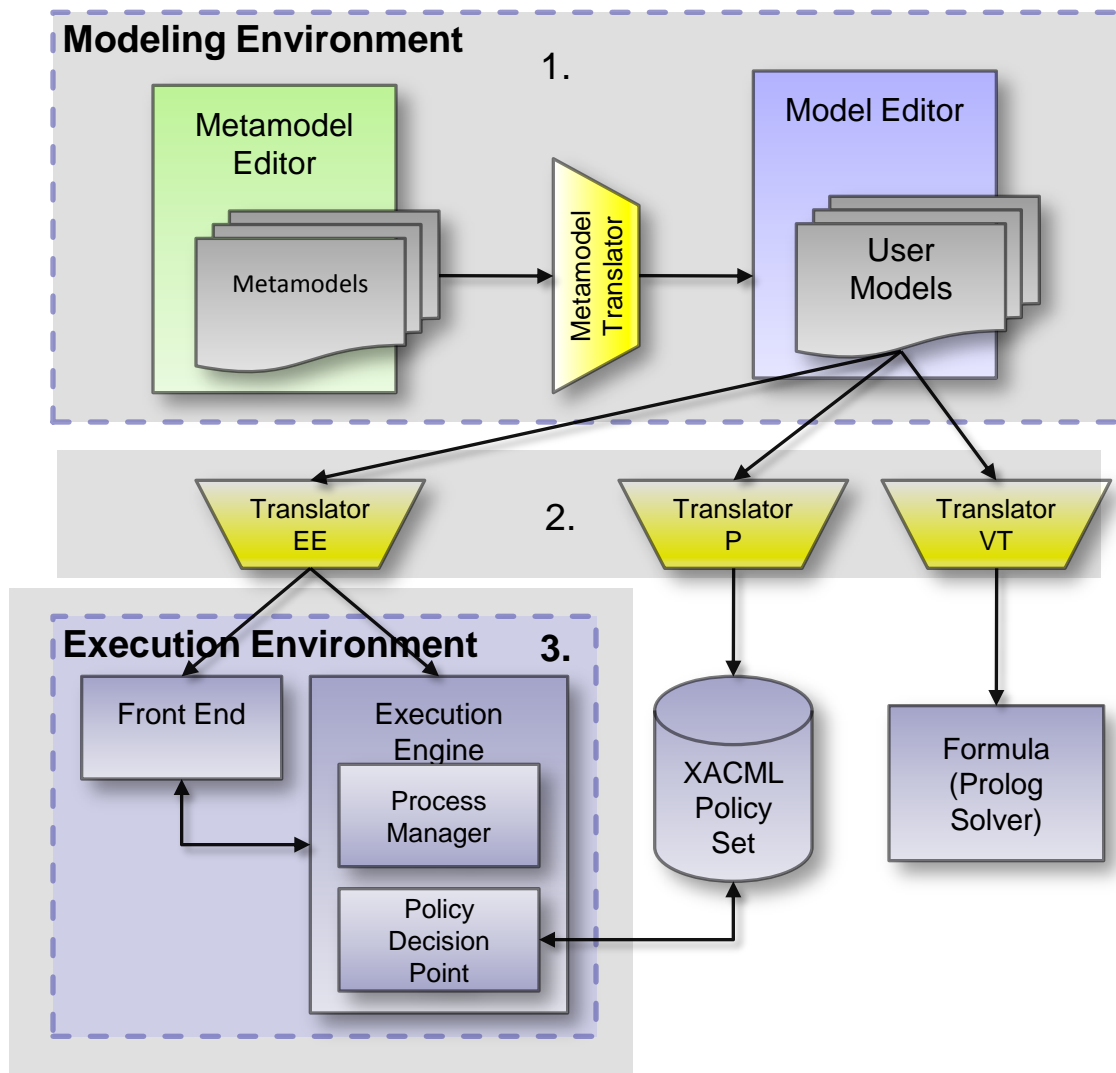 Modeling Environment
1.
Metamodel
Editor
Metamodels
Metamodel
Translator
Model Editor
User
Models
Translator
EE
2.
Translator
P
Translator
VT
Execution Environment
3.
Front End
Execution
Engine
Process
Manager
Policy
Decision
Point
XACML
Policy
Set
Formula
(Prolog
Solver)